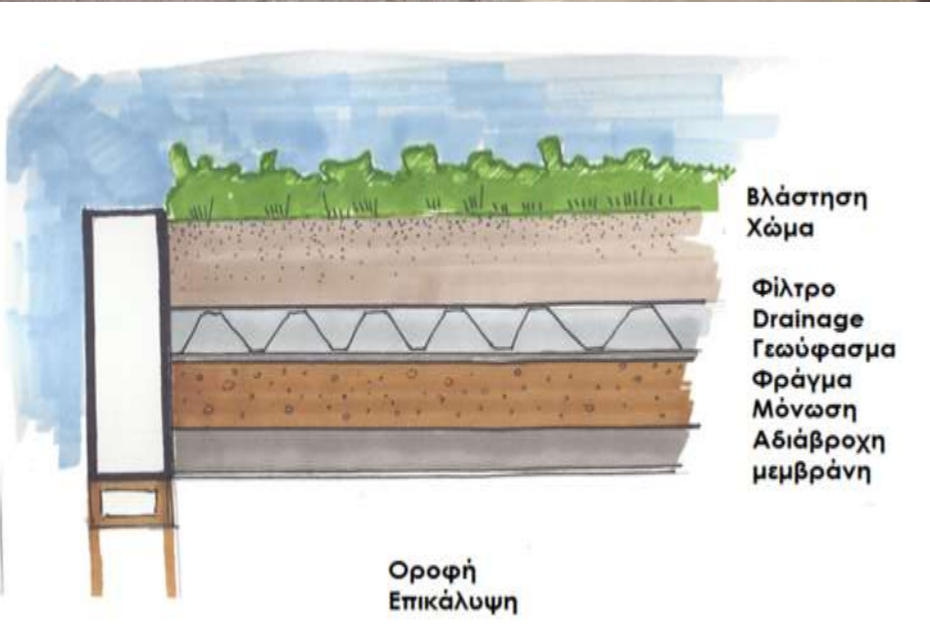 Βλάστηση
Χώμα
Φίλτρο
Drainage
Γεωύφασμα
Φράγμα
Μόνωση
Αδιάβροχη
μεμβράνη
Οροφή
Επικάλυψη